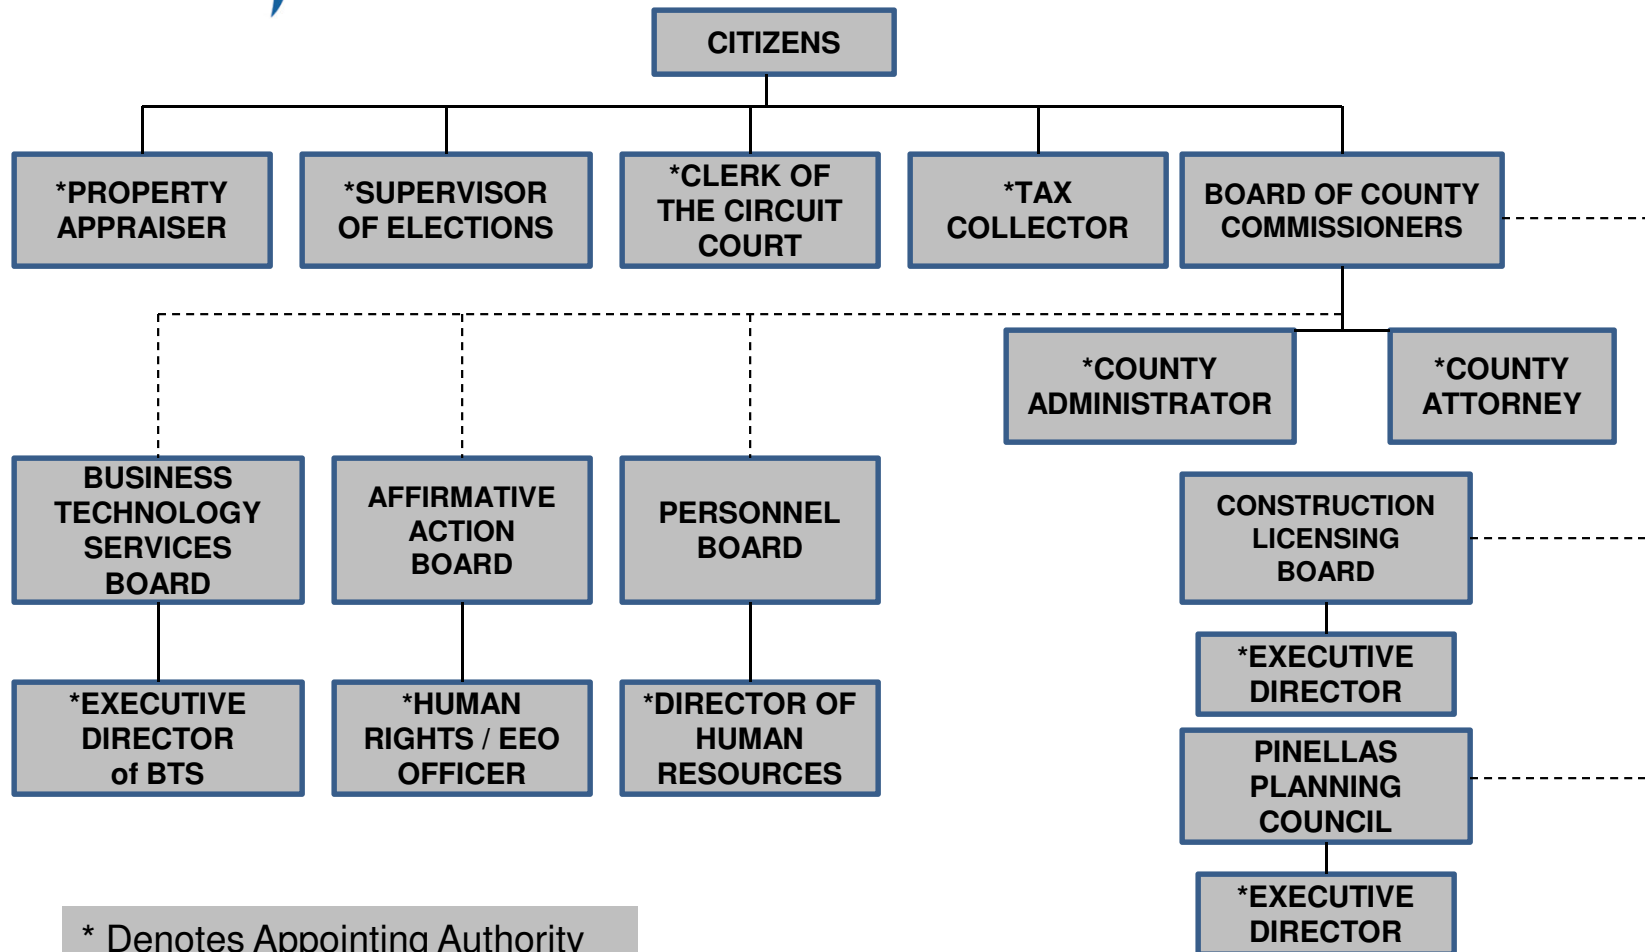 CITIZENS
*PROPERTY
APPRAISER
*SUPERVISOR
OF ELECTIONS
*CLERK OF
THE CIRCUIT
COURT
*TAX
COLLECTOR
BOARD OF COUNTY
COMMISSIONERS
*COUNTY
ADMINISTRATOR
*COUNTY
ATTORNEY
BUSINESS
TECHNOLOGY
SERVICES
BOARD
AFFIRMATIVE
ACTION
BOARD
PERSONNEL
BOARD
CONSTRUCTION
LICENSING
BOARD
*EXECUTIVE
DIRECTOR
*EXECUTIVE
DIRECTOR
of BTS
*HUMAN
RIGHTS / EEO
OFFICER
*DIRECTOR OF
HUMAN
RESOURCES
PINELLAS
PLANNING
COUNCIL
*EXECUTIVE
DIRECTOR
* Denotes Appointing Authority